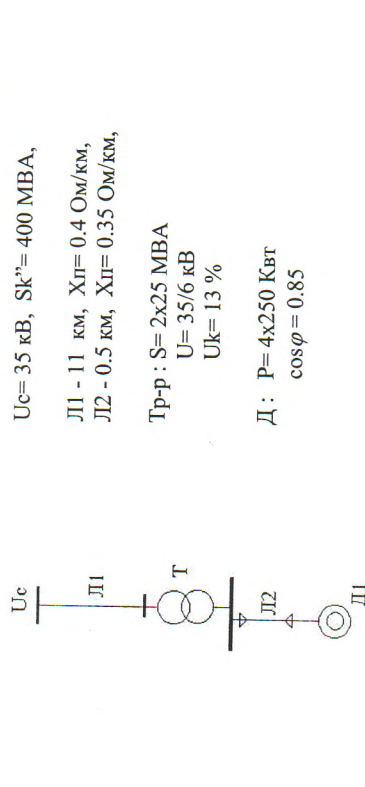 Uc= 35 кВ, Sk”= 400 МВА,
Л1 - 11 км, Xп= 0.4 Ом/км,
Л2 - 0.5 км, Xп= 0.35 Ом/км,
Тр-р : S= 2x25 МВА
U= 35/6 кВ
Uk= 13 %
Д : P= 4x250 Квт
cosφ = 0.85
Uc
Л1
Т
Л2
Д1